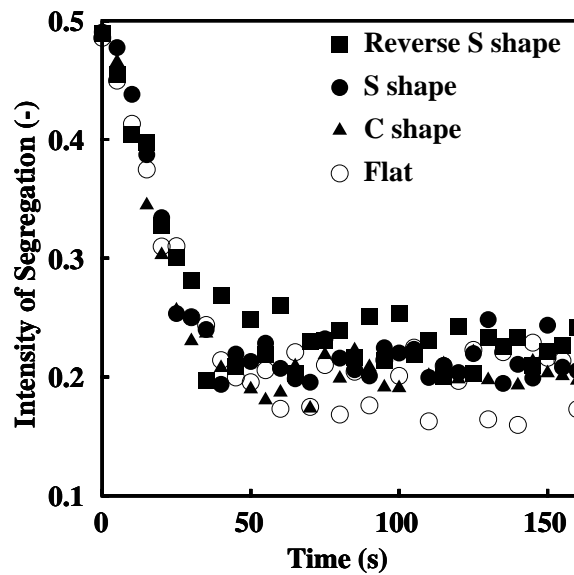 0.5
0.4
0.3
0.2
0.1
Intensity of Segregation (-)
Reverse S shape
S shape
C shape
Flat
0
50
100
150
Time (s)